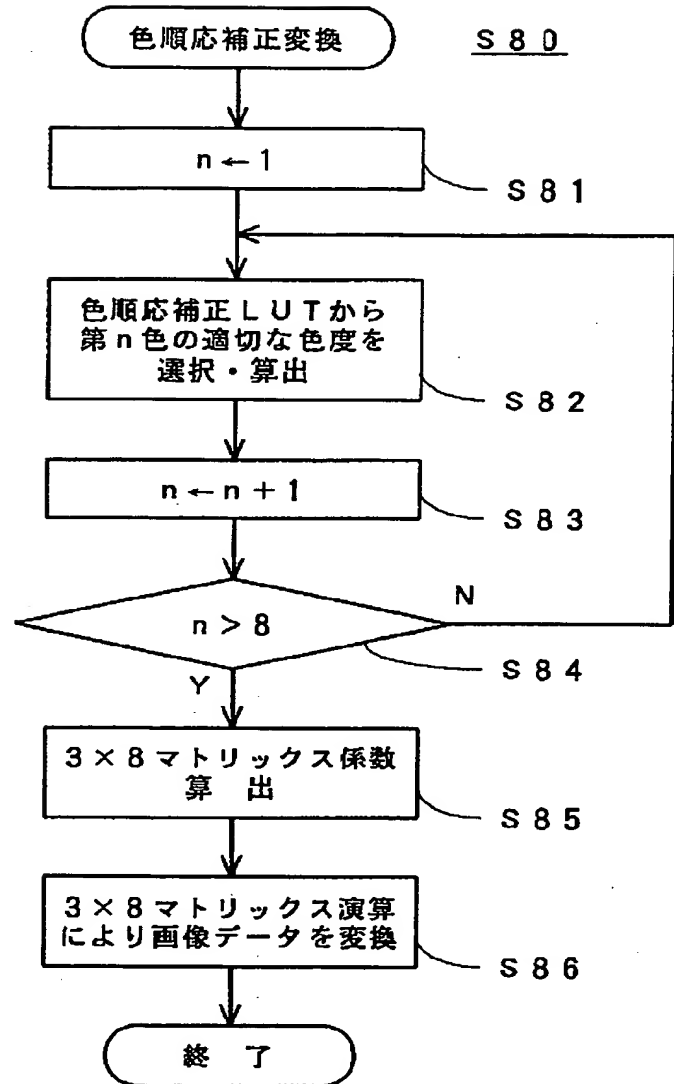 色順応補正変換
S80
n←1
S81
色順応補正LUTから
第n色の適切な色度を
選択・算出
S82
n←n+1
S83
n>8
N
S84
Y
3×8マトリックス係数
算 出
S85
3×8マトリックス演算
により画像データを変換
S86
終 了